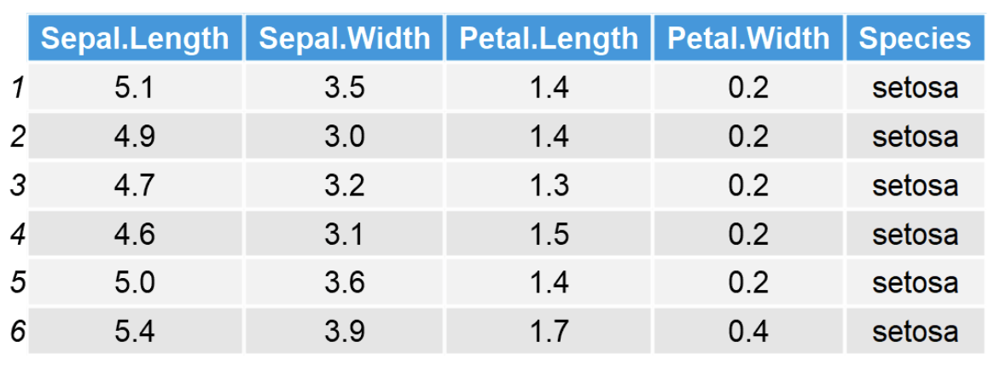 Sepal.Length Sepal.Width Petal.Length Petal.Width Species
1 5.1 3.5 1.4 0.2 setosa
2 4.9 3.0 1.4 0.2 setosa
3 4.7 3.2 1.3 0.2 setosa
4 4.6 3.1 1.5 0.2 setosa
5 5.0 3.6 1.4 0.2 setosa
6 5.4 3.9 1.7 0.4 setosa